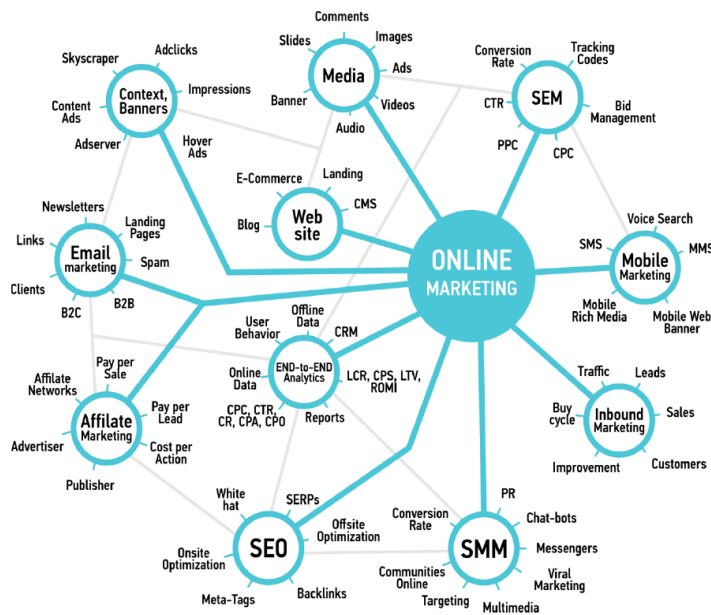 Comments
Slides
Images
Media
Ads
Banner
Videos
Audio
Skyscraper
Adclicks
Context,
Banners
Impressions
Content
Ads
Adserver
Hover
Ads
Conversion
Rate
Tracking
Codes
SEM
CTR
Bid
Management
PPC
CPC
E-Commerce
Landing
Web
site
CMS
Blog
Newsletters
Landing
Pages
Links
Email
marketing
Spam
Clients
B2C
B2B
ONLINE
MARKETING
Voice Search
SMS
MMS
Mobile
Marketing
Mobile
Rich Media
Mobile Web
Banner
User
Behavior
Offline
Data
CRM
END-to-END
Analytics
Online
Data
LCR, CPS, LTV,
ROMI
CPC, CTR,
CR, CPA, CPO
Reports
Pay per
Sale
Affilate
Networks
Affilate
Marketing
Pay per
Lead
Advertiser
Cost per
Action
Publisher
Traffic
Leads
Buy
cycle
Inbound
Marketing
Sales
Improvement
Customers
White
hat
SERPs
SEO
Offsite
Optimization
Onsite
Optimization
Meta-Tags
Backlinks
PR
Conversion
Rate
Chat-bots
SMM
Messengers
Communities
Online
Viral
Marketing
Targeting
Multimedia